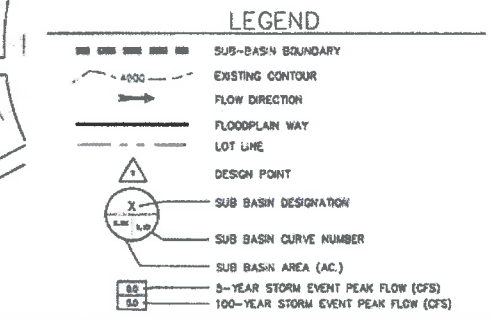 LEGEND
SUB-BASIN BOUNDARY
EXISTING CONTOUR
FLOW DIRECTION
FLOODPLAIN WAY
LOT LINE
DESIGN POINT
X
SUB BASIN DESIGNATION
SUB BASIN CURVE NUMBER
SUB BASIN AREA (AC.)
5-YEAR STORM EVENT PEAK FLOW (CFS)
100-YEAR STORM EVENT PEAK FLOW (CFS)